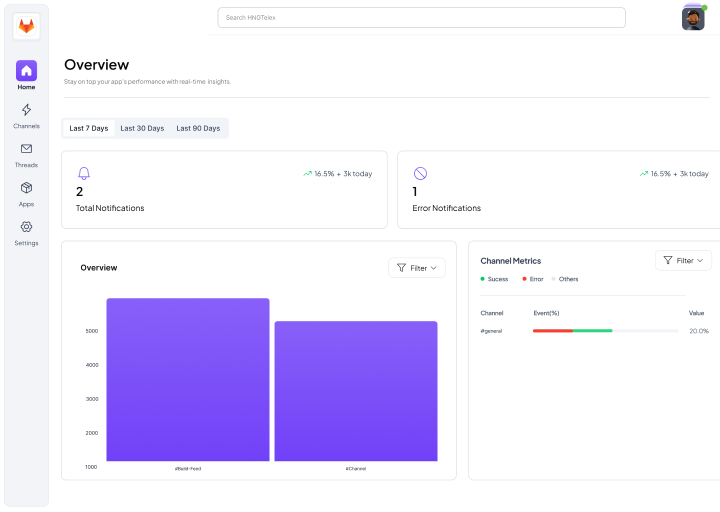 Search HNGTelex
Home
Channels
Threads
Apps
Settings
Overview
Stay on top your app's performance with real-time insights.
Last 7 Days Last 30 Days Last 90 Days
16.5% + 3k today
2
Total Notifications
16.5% + 3k today
1
Error Notifications
Overview
Filter
5000
4000
3000
2000
1000
#Build-Feed
#Channel
Channel Metrics
Filter
Sucess Error Others
Channel Event(%) Value
#general 20.0%